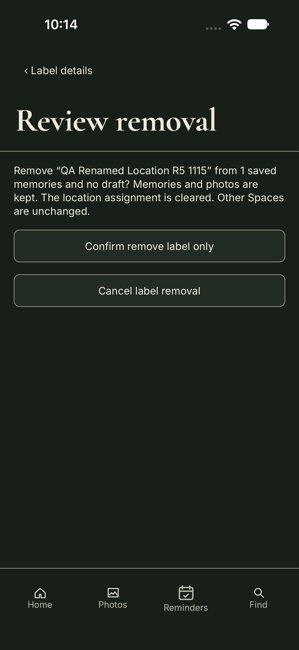 10:14
‹ Label details
Review removal
Remove “QA Renamed Location R5 1115” from 1 saved
memories and no draft? Memories and photos are
kept. The location assignment is cleared. Other Spaces
are unchanged.
Confirm remove label only
Cancel label removal
Home
Photos
Reminders
Find